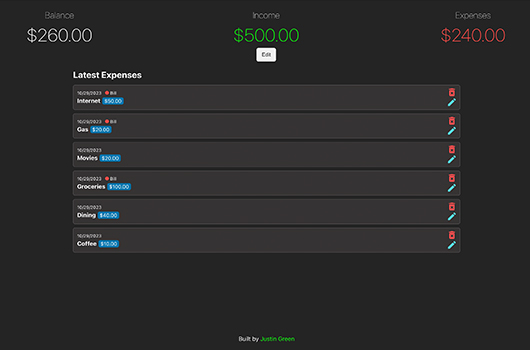 Balance Income Expenses
$260.00 $500.00 $240.00
Edit
Latest Expenses
10/29/2023 Bill
Internet $50.00
10/29/2023 Bill
Gas $20.00
10/29/2023
Movies $20.00
10/29/2023 Bill
Groceries $100.00
10/29/2023
Dining $40.00
10/29/2023
Coffee $10.00
Built by Justin Green